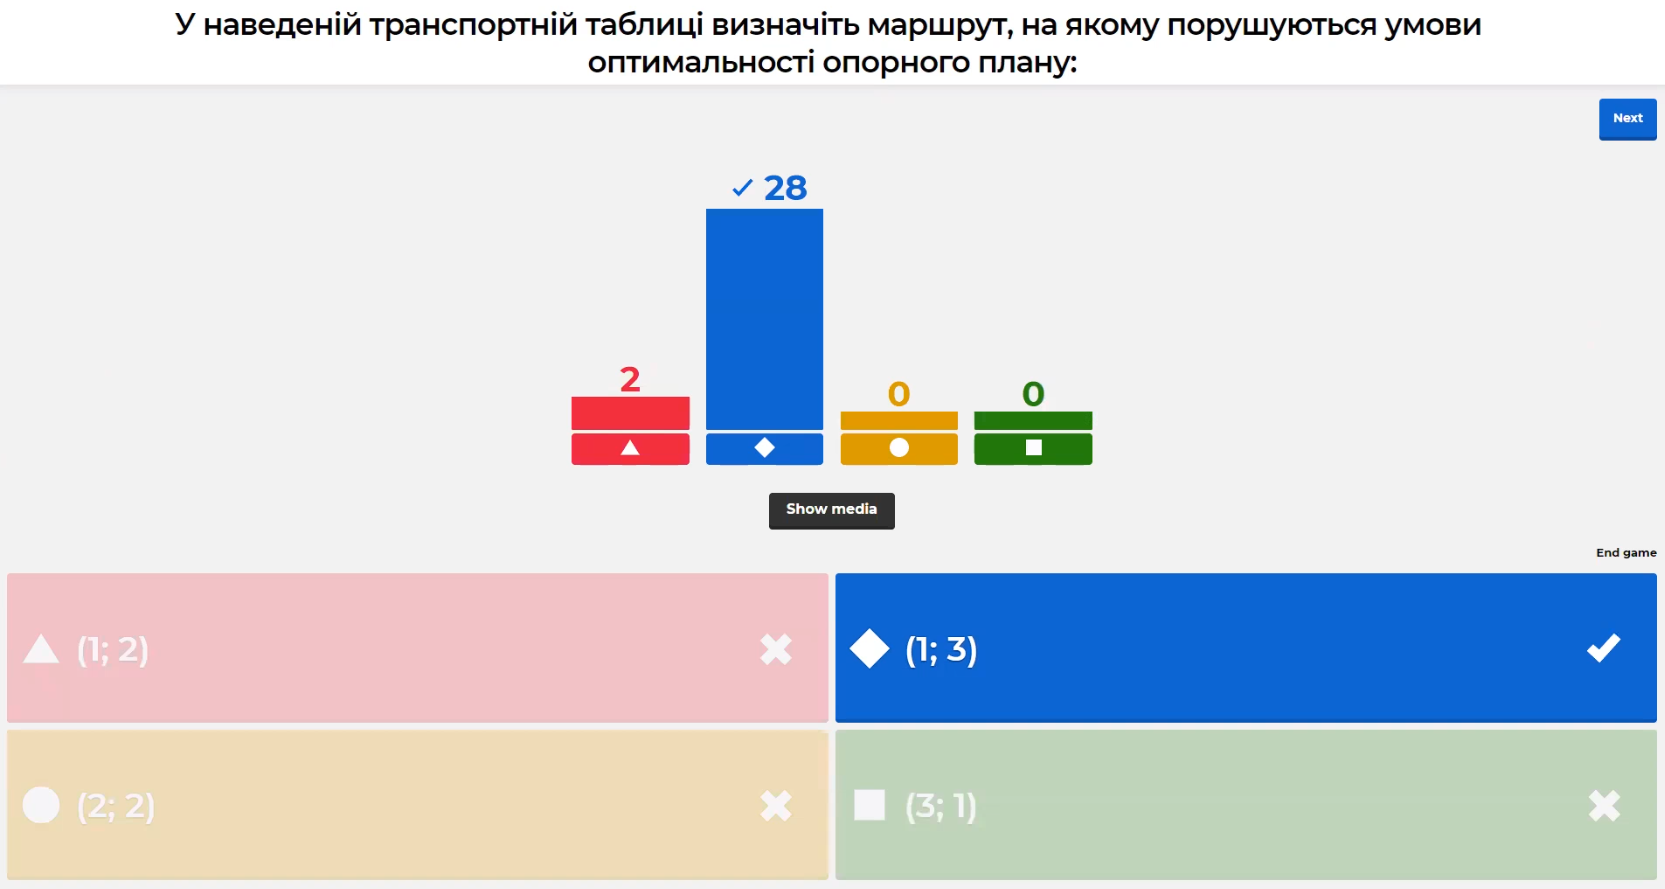 У наведеній транспортній таблиці визначіть маршрут, на якому порушуються умови
оптимальності опорного плану:
Next
28
2
0
0
Show media
End game
(1; 2)
(1; 3)
(2; 2)
(3; 1)